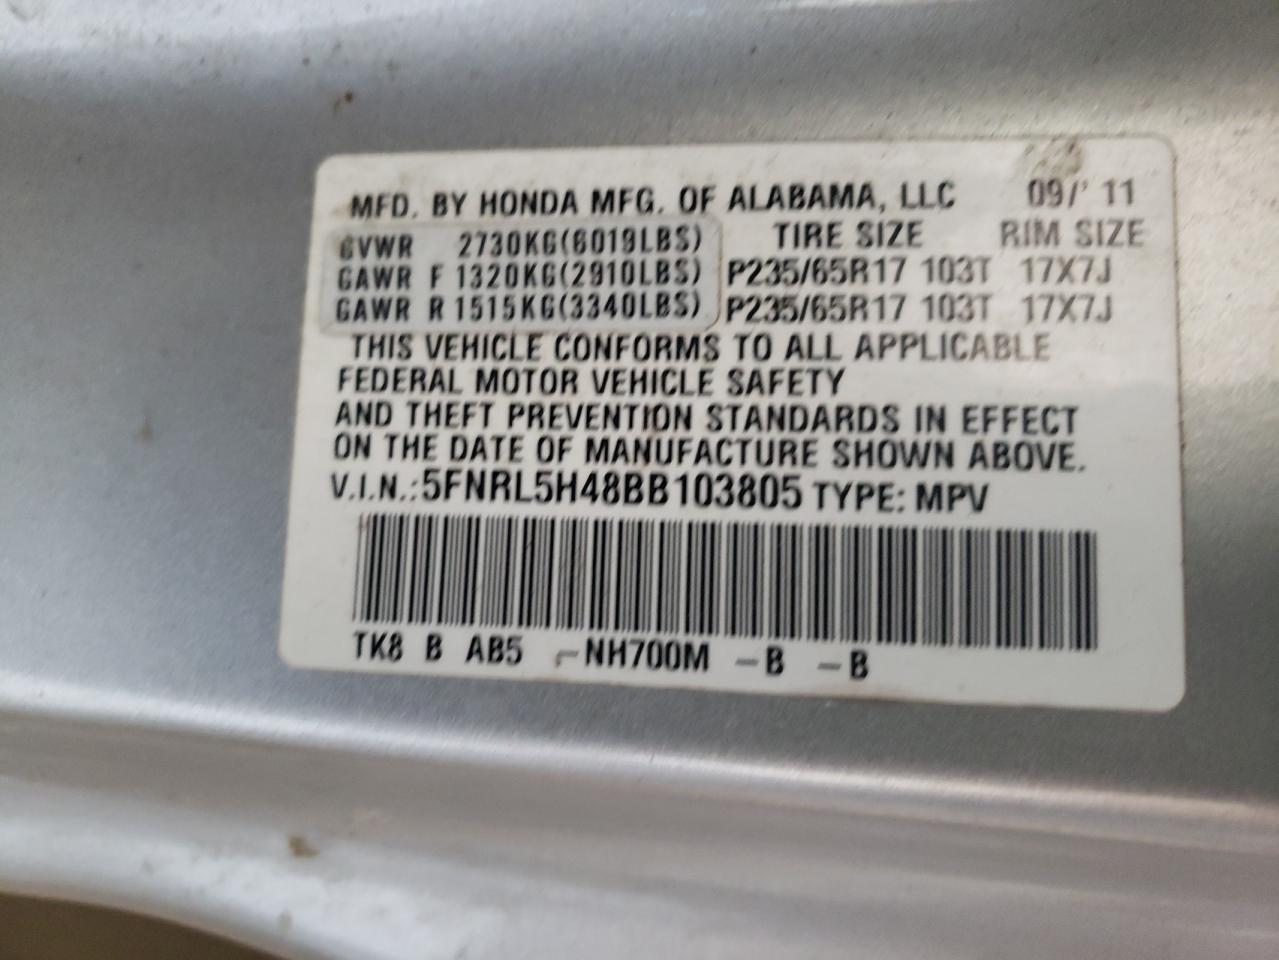 MFD. BY HONDA MFG. OF ALABAMA, LLC 09/' 11
GVWR 2730KG(6019LBS) TIRE SIZE RIM SIZE
GAWR F 1320KG(2910LBS) P235/65R17 103T 17X7J
GAWR R 1515KG(3340LBS) P235/65R17 103T 17X7J
THIS VEHICLE CONFORMS TO ALL APPLICABLE
FEDERAL MOTOR VEHICLE SAFETY
AND THEFT PREVENTION STANDARDS IN EFFECT
ON THE DATE OF MANUFACTURE SHOWN ABOVE.
V.I.N.:5FNRL5H48BB103805 TYPE: MPV
TK8 B AB5 -NH700M -B -B